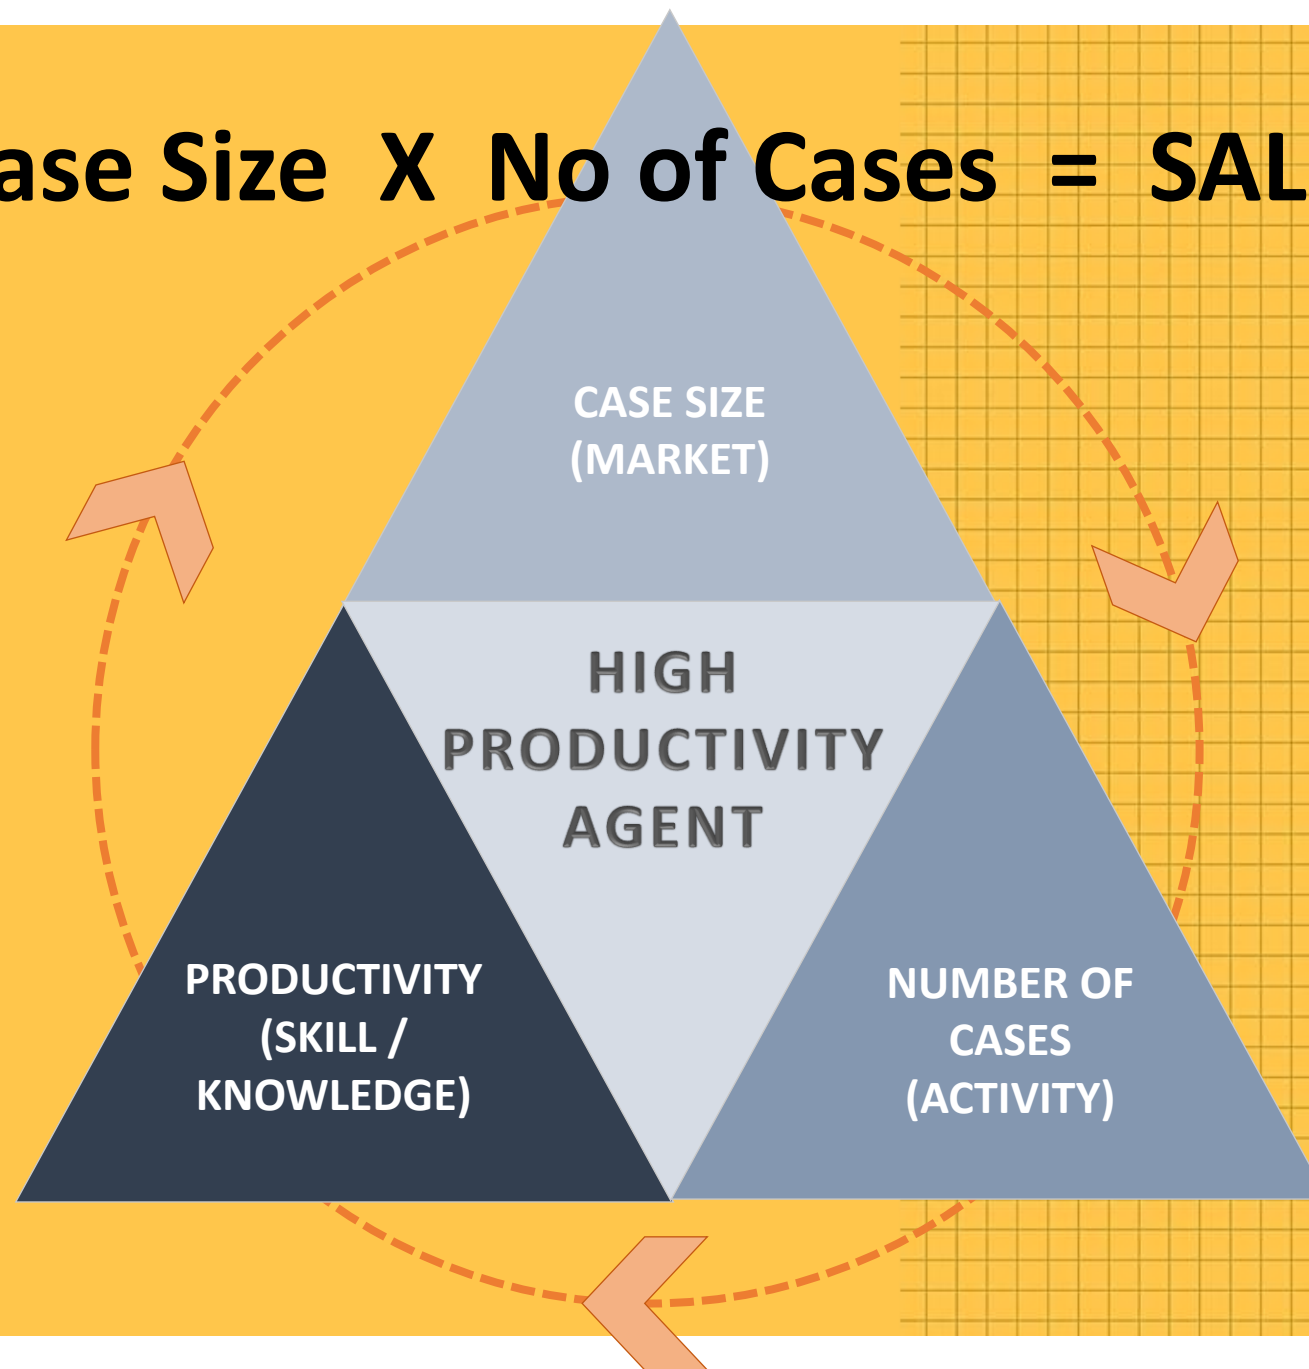 ase Size X No of Cases = SAL
CASE SIZE
(MARKET)
HIGH
PRODUCTIVITY
AGENT
PRODUCTIVITY
(SKILL /
KNOWLEDGE)
NUMBER OF
CASES
(ACTIVITY)